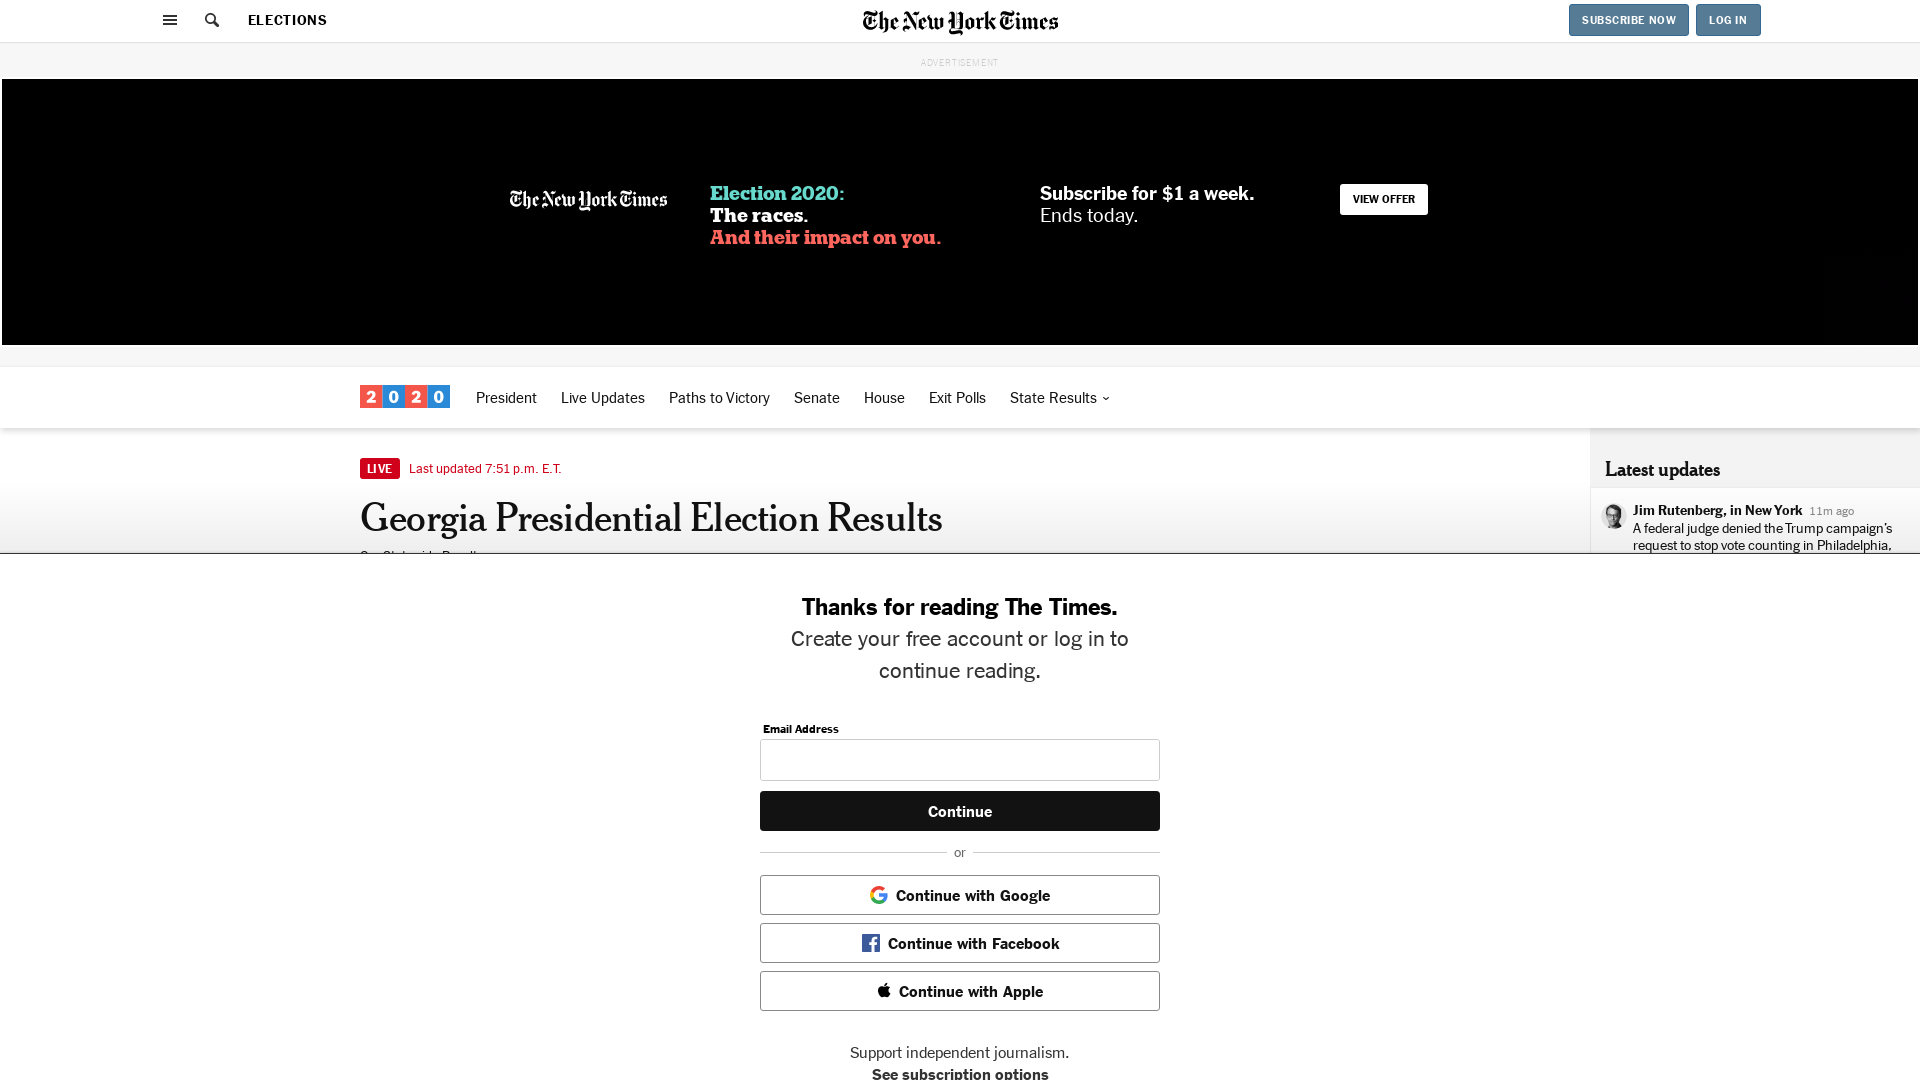 ELECTIONS
The New York Times
SUBSCRIBE NOW
LOG IN
ADVERTISEMENT
The New York Times
Election 2020:
The races.
And their impact on you.
Subscribe for $1 a week.
Ends today.
VIEW OFFER
2020
President
Live Updates
Paths to Victory
Senate
House
Exit Polls
State Results
LIVE
Last updated 7:51 p.m. E.T.
Georgia Presidential Election Results
Latest updates
Jim Rutenberg, in New York 11m ago
A federal judge denied the Trump campaign's
request to stop vote counting in Philadelphia,
Thanks for reading The Times.
Create your free account or log in to
continue reading.
Email Address
Continue
or
Continue with Google
Continue with Facebook
Continue with Apple
Support independent journalism.
See subscription options